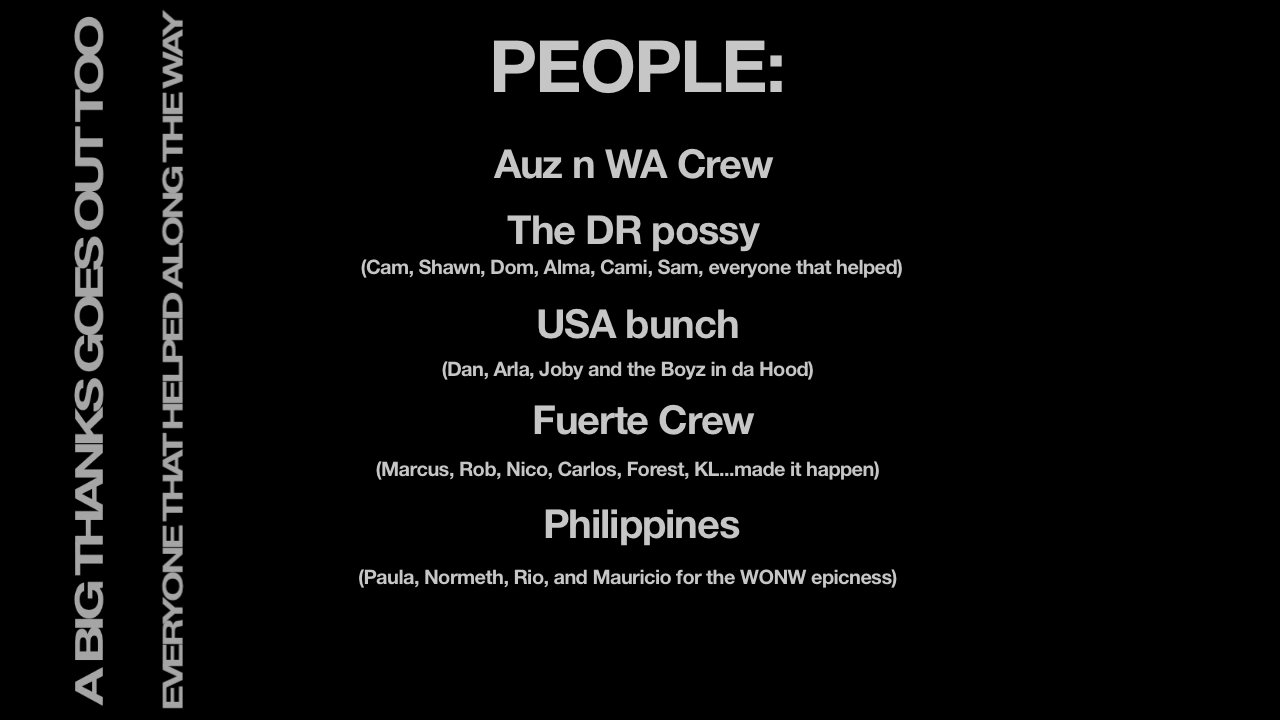 A BIG THANKS GOES OUT TOO
EVERYONE THAT HELPED ALONG THE WAY
PEOPLE:
Auz n WA Crew
The DR possy
(Cam, Shawn, Dom, Alma, Cami, Sam, everyone that helped)
USA bunch
(Dan, Arla, Joby and the Boyz in da Hood)
Fuerte Crew
(Marcus, Rob, Nico, Carlos, Forest, KL...made it happen)
Philippines
(Paula, Normeth, Rio, and Mauricio for the WONW epicness)